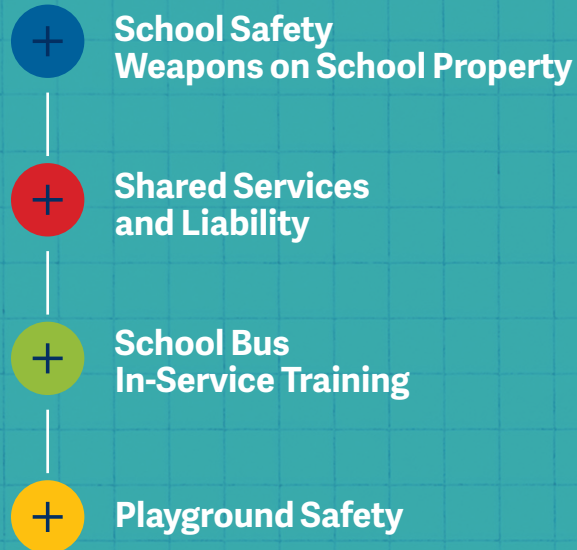 School Safety
Weapons on School Property
Shared Services
and Liability
School Bus
In-Service Training
Playground Safety